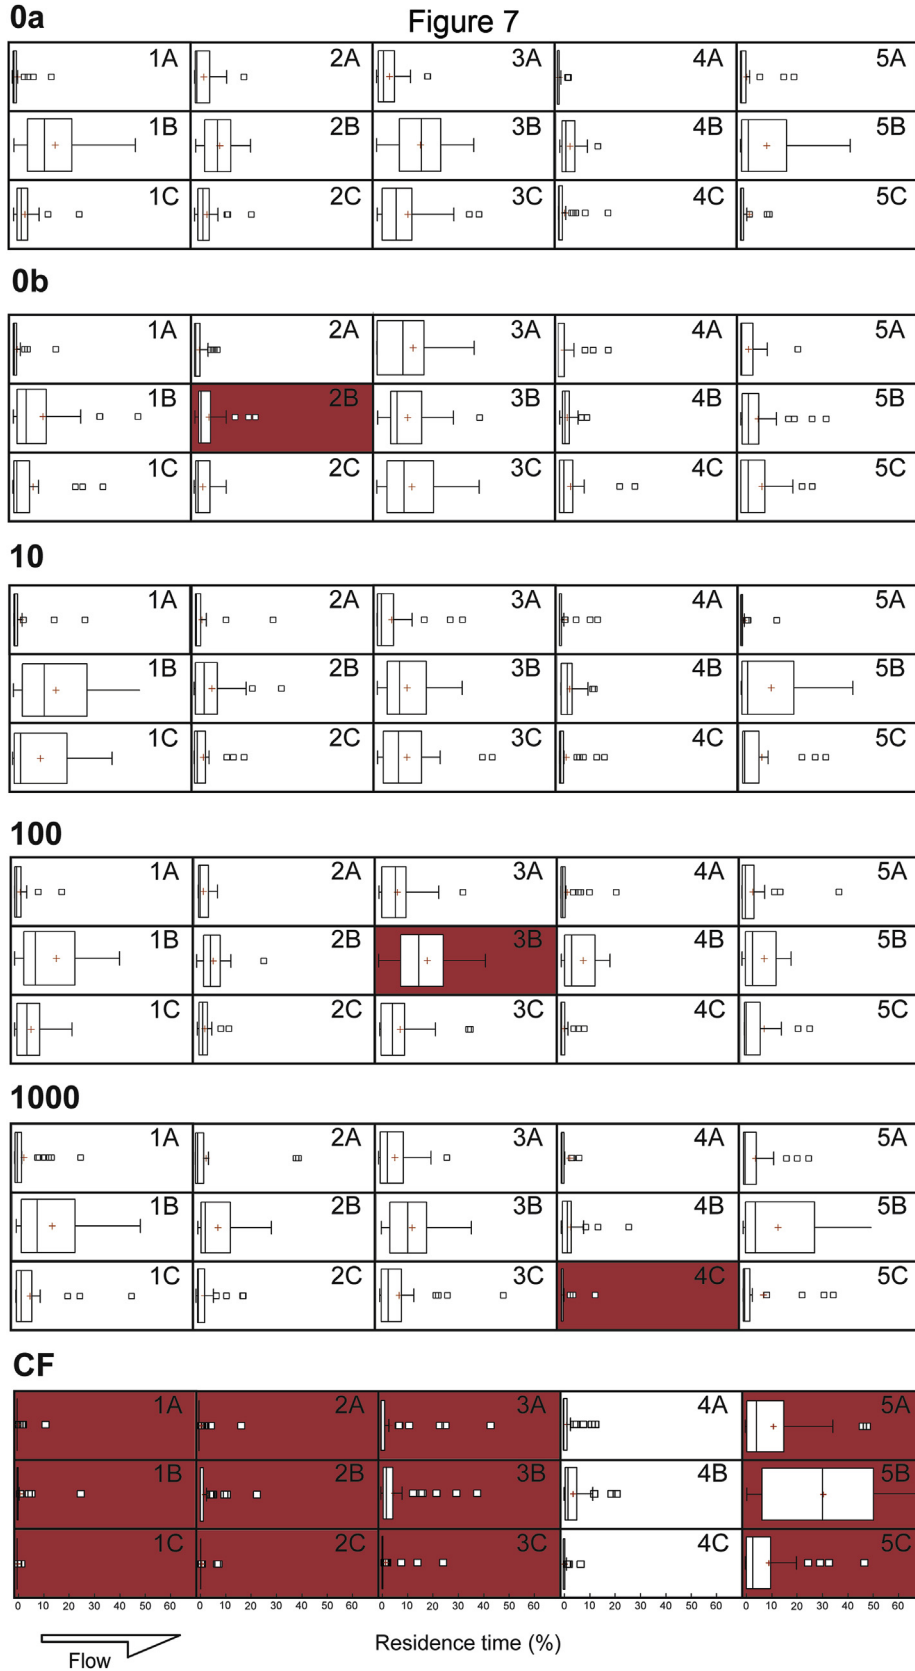 Figure 7
0a
1A 2A 3A 4A 5A
1B 2B 3B 4B 5B
1C 2C 3C 4C 5C
0b
1A 2A 3A 4A 5A
1B 2B 3B 4B 5B
1C 2C 3C 4C 5C
10
1A 2A 3A 4A 5A
1B 2B 3B 4B 5B
1C 2C 3C 4C 5C
100
1A 2A 3A 4A 5A
1B 2B 3B 4B 5B
1C 2C 3C 4C 5C
1000
1A 2A 3A 4A 5A
1B 2B 3B 4B 5B
1C 2C 3C 4C 5C
CF
1A 2A 3A 4A 5A
1B 2B 3B 4B 5B
1C 2C 3C 4C 5C
0 10 20 30 40 50 60 0 10 20 30 40 50 60 0 10 20 30 40 50 60 0 10 20 30 40 50 60 0 10 20 30 40 50 60
Residence time (%)
Flow